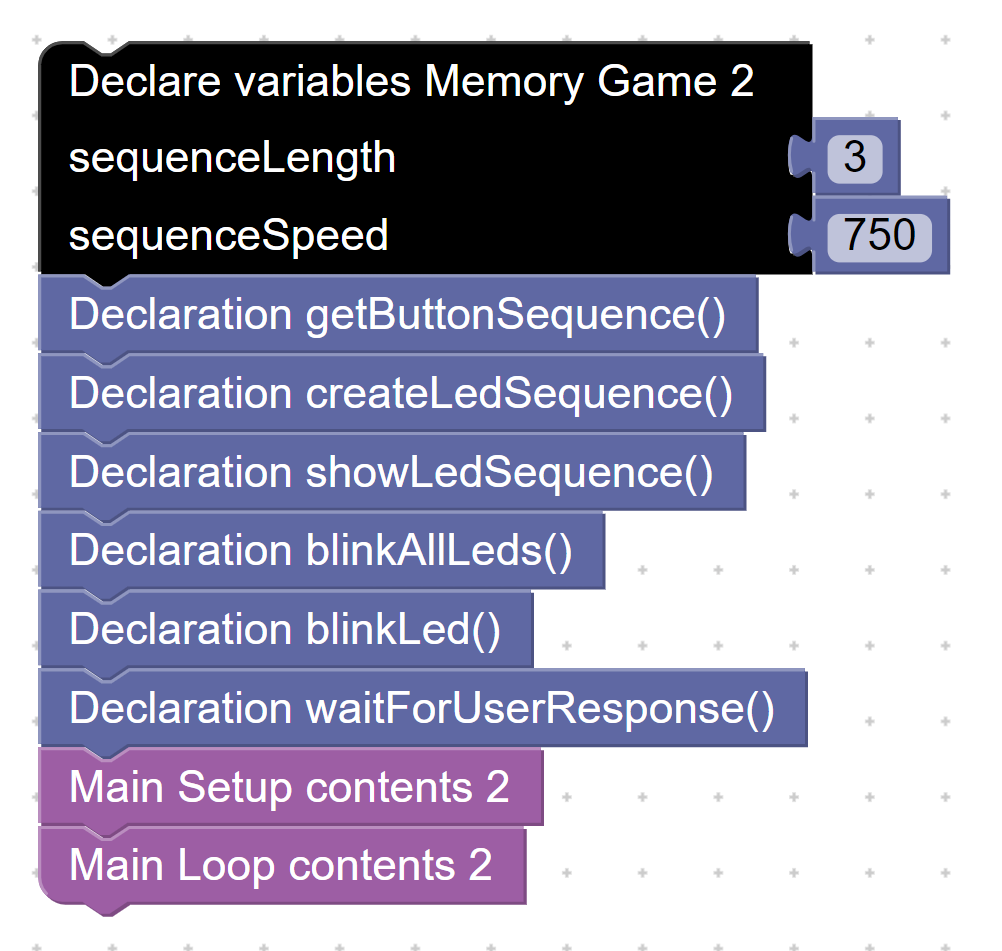 Declare variables Memory Game 2
sequenceLength 3
sequenceSpeed 750
Declaration getButtonSequence()
Declaration createLedSequence()
Declaration showLedSequence()
Declaration blinkAllLeds()
Declaration blinkLed()
Declaration waitForUserResponse()
Main Setup contents 2
Main Loop contents 2